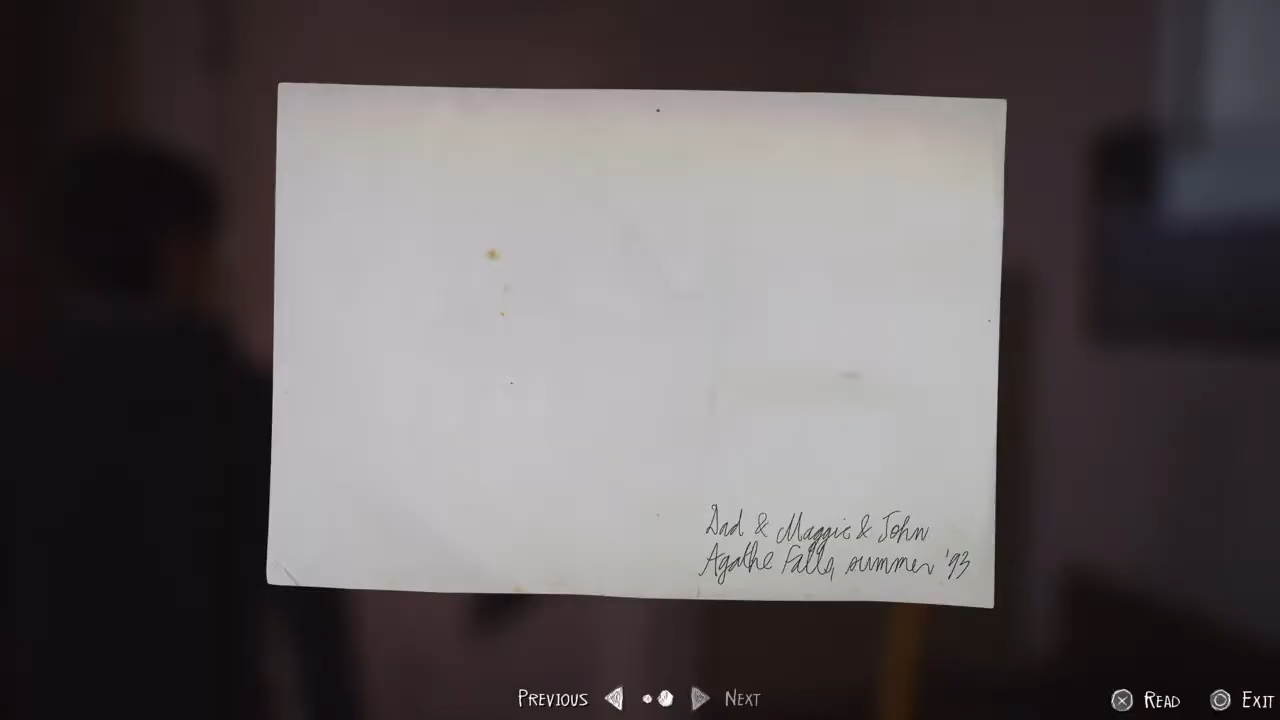 Dad & Maggie & John
Agathe Falls, summer '93
PREVIOUS NEXT
READ EXIT